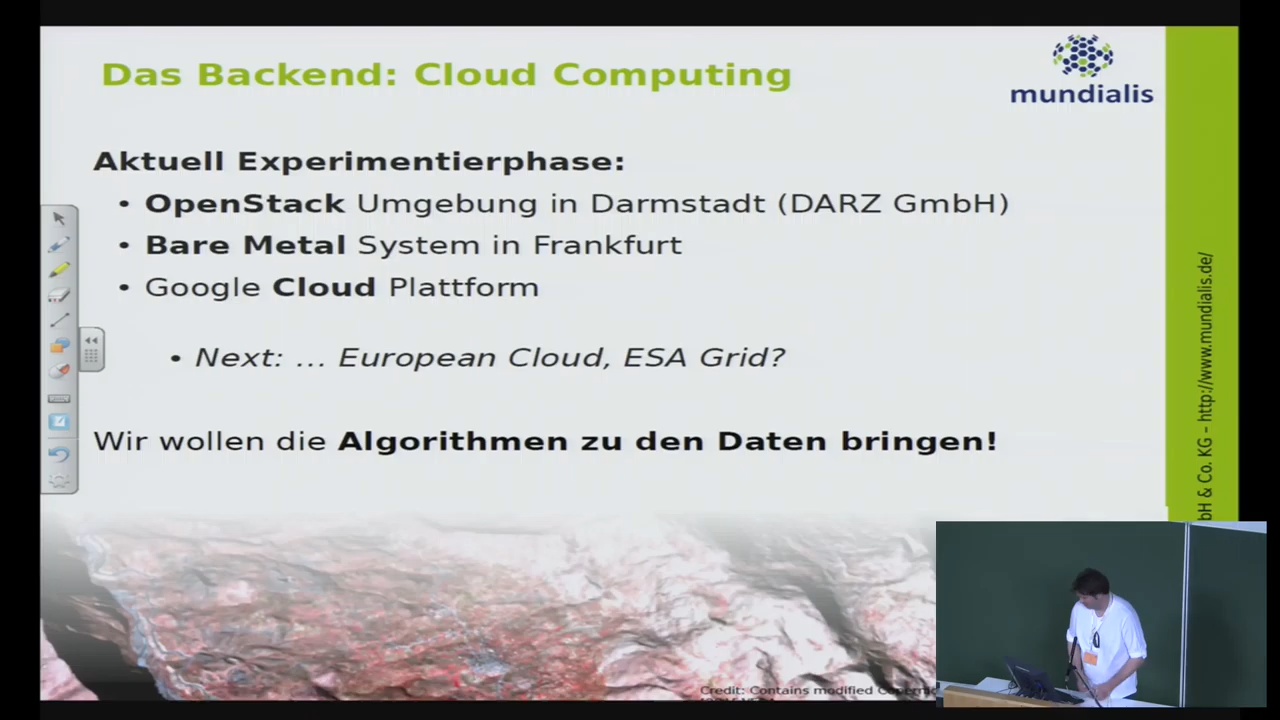 Das Backend: Cloud Computing
mundialis
Aktuell Experimentierphase:
• OpenStack Umgebung in Darmstadt (DARZ GmbH)
• Bare Metal System in Frankfurt
• Google Cloud Plattform
• Next: ... European Cloud, ESA Grid?
Wir wollen die Algorithmen zu den Daten bringen!
& Co. KG – http://www.mundialis.de/
Credit: Contains modified